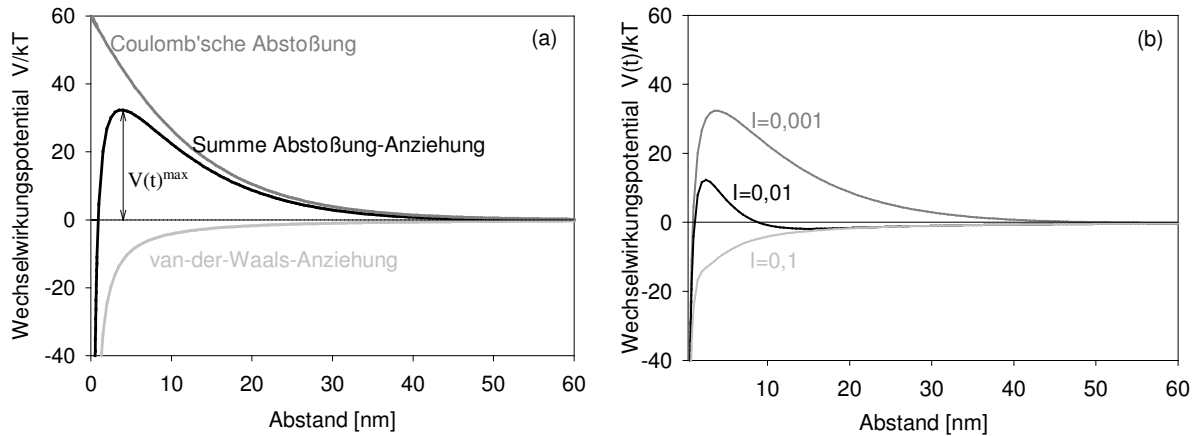 60
40
20
0
-20
-40
Wechselwirkungspotential V/kT
Coulomb'sche Abstoßung
(a)
Summe Abstoßung-Anziehung
V(t)max
van-der-Waals-Anziehung
0 10 20 30 40 50 60
Abstand [nm]
60
40
20
0
-20
-40
Wechselwirkungspotential V(t)/kT
(b)
I=0,001
I=0,01
I=0,1
10 20 30 40 50 60
Abstand [nm]